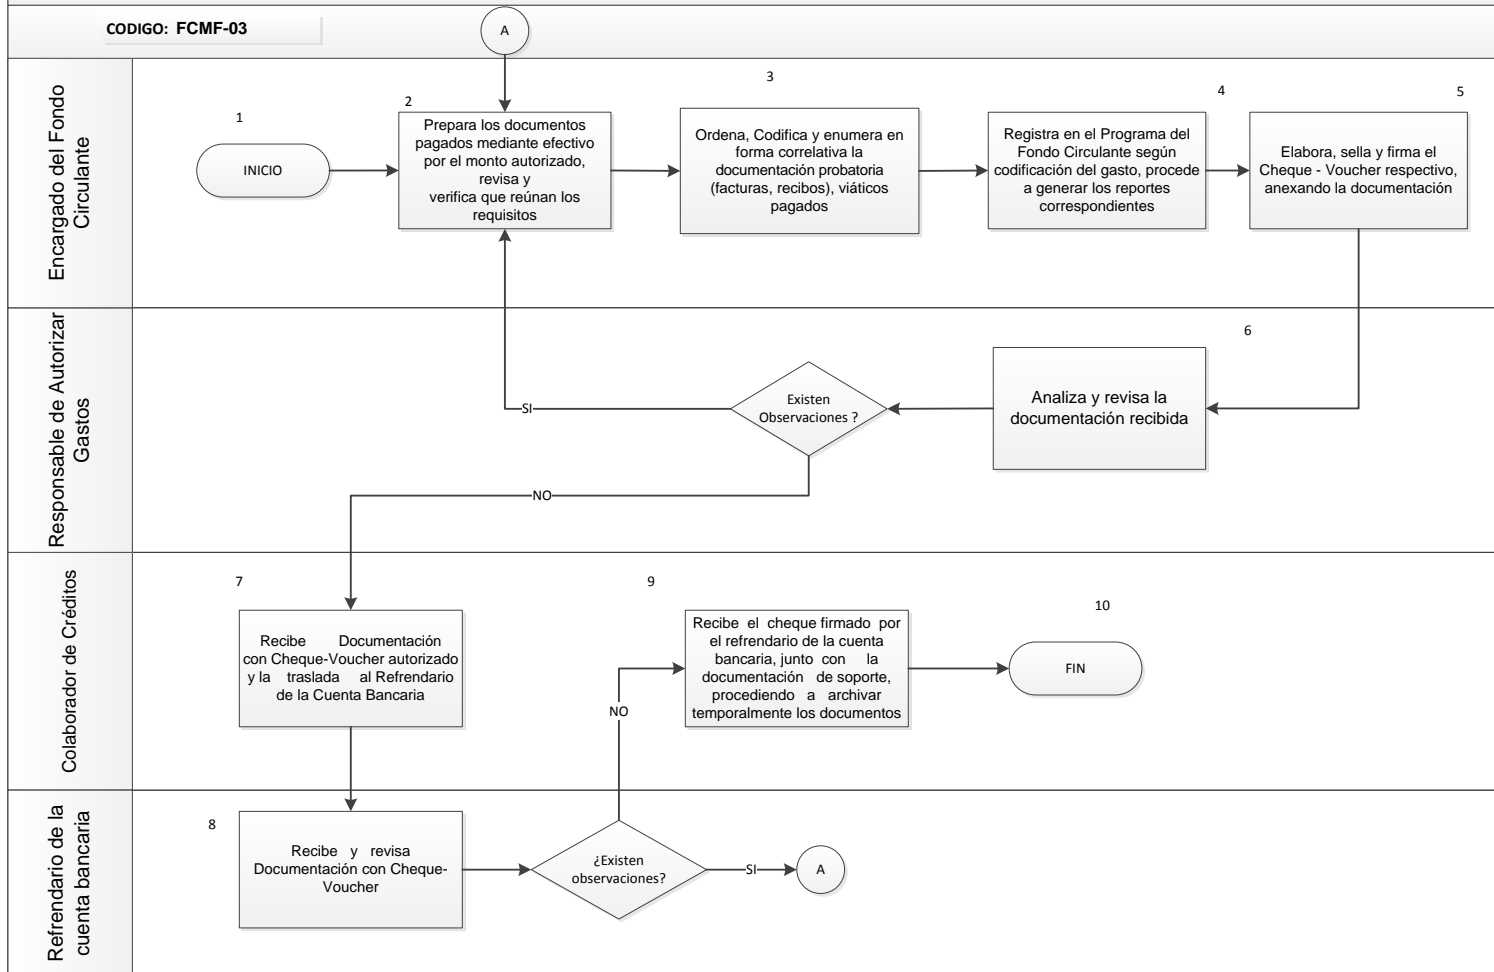 CODIGO: FCMF-03
A
Encargado del Fondo
Circulante
1
INICIO
2
Prepara los documentos
pagados mediante efectivo
por el monto autorizado,
revisa y
verifica que reúnan los
requisitos
3
Ordena, Codifica y enumera en
forma correlativa la
documentación probatoria
(facturas, recibos), viáticos
pagados
4
Registra en el Programa del
Fondo Circulante según
codificación del gasto, procede
a generar los reportes
correspondientes
5
Elabora, sella y firma el
Cheque - Voucher respectivo,
anexando la documentación
Responsable de Autorizar
Gastos
6
Analiza y revisa la
documentación recibida
Existen
Observaciones ?
SI
NO
Colaborador de Créditos
7
Recibe Documentación
con Cheque-Voucher autorizado
y la traslada al Refrendario
de la Cuenta Bancaria
9
Recibe el cheque firmado por
el refrendario de la cuenta
bancaria, junto con la
documentación de soporte,
procediendo a archivar
temporalmente los documentos
10
FIN
NO
Refrendario de la
cuenta bancaria
8
Recibe y revisa
Documentación con Cheque-
Voucher
¿Existen
observaciones?
SI
A